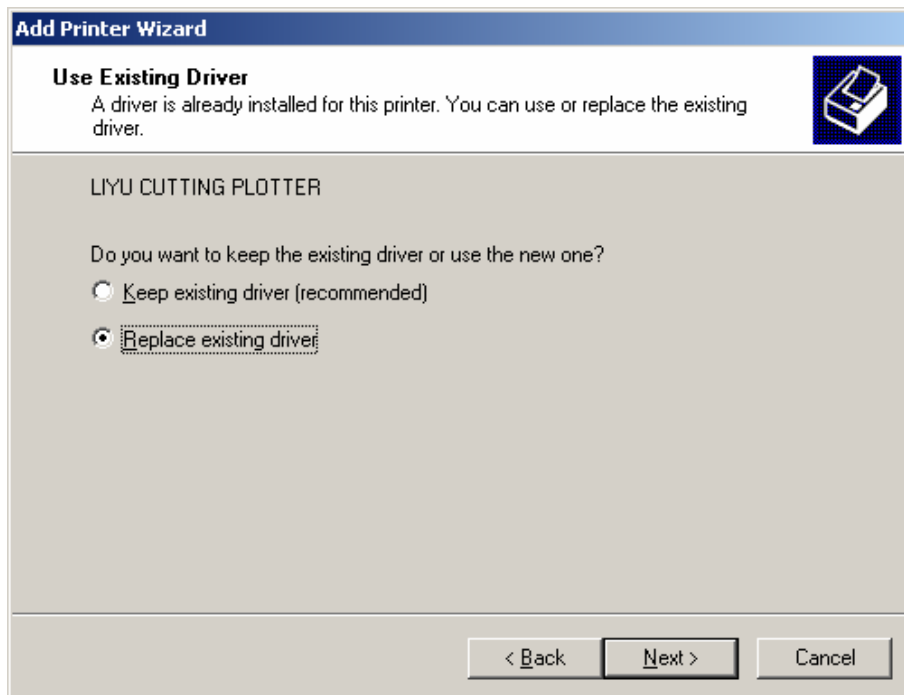 Add Printer Wizard
Use Existing Driver
A driver is already installed for this printer. You can use or replace the existing
driver.
LIYU CUTTING PLOTTER
Do you want to keep the existing driver or use the new one?
Keep existing driver (recommended)
Replace existing driver
< Back Next > Cancel